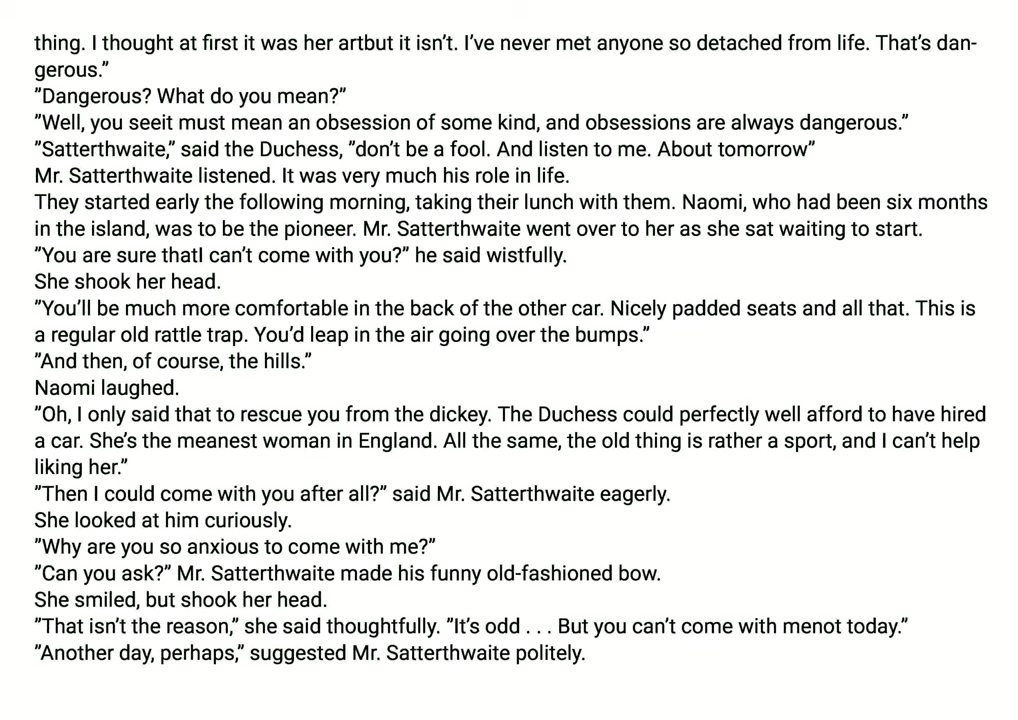 thing. I thought at first it was her artbut it isn’t. I’ve never met anyone so detached from life. That’s dan-
gerous.”
”Dangerous? What do you mean?”
”Well, you seeit must mean an obsession of some kind, and obsessions are always dangerous.”
”Satterthwaite,” said the Duchess, ”don’t be a fool. And listen to me. About tomorrow”
Mr. Satterthwaite listened. It was very much his role in life.
They started early the following morning, taking their lunch with them. Naomi, who had been six months
in the island, was to be the pioneer. Mr. Satterthwaite went over to her as she sat waiting to start.
”You are sure thatI can’t come with you?” he said wistfully.
She shook her head.
”You’ll be much more comfortable in the back of the other car. Nicely padded seats and all that. This is
a regular old rattle trap. You’d leap in the air going over the bumps.”
”And then, of course, the hills.”
Naomi laughed.
”Oh, I only said that to rescue you from the dickey. The Duchess could perfectly well afford to have hired
a car. She’s the meanest woman in England. All the same, the old thing is rather a sport, and I can’t help
liking her.”
”Then I could come with you after all?” said Mr. Satterthwaite eagerly.
She looked at him curiously.
”Why are you so anxious to come with me?”
”Can you ask?” Mr. Satterthwaite made his funny old-fashioned bow.
She smiled, but shook her head.
”That isn’t the reason,” she said thoughtfully. ”It’s odd . . . But you can’t come with menot today.”
”Another day, perhaps,” suggested Mr. Satterthwaite politely.